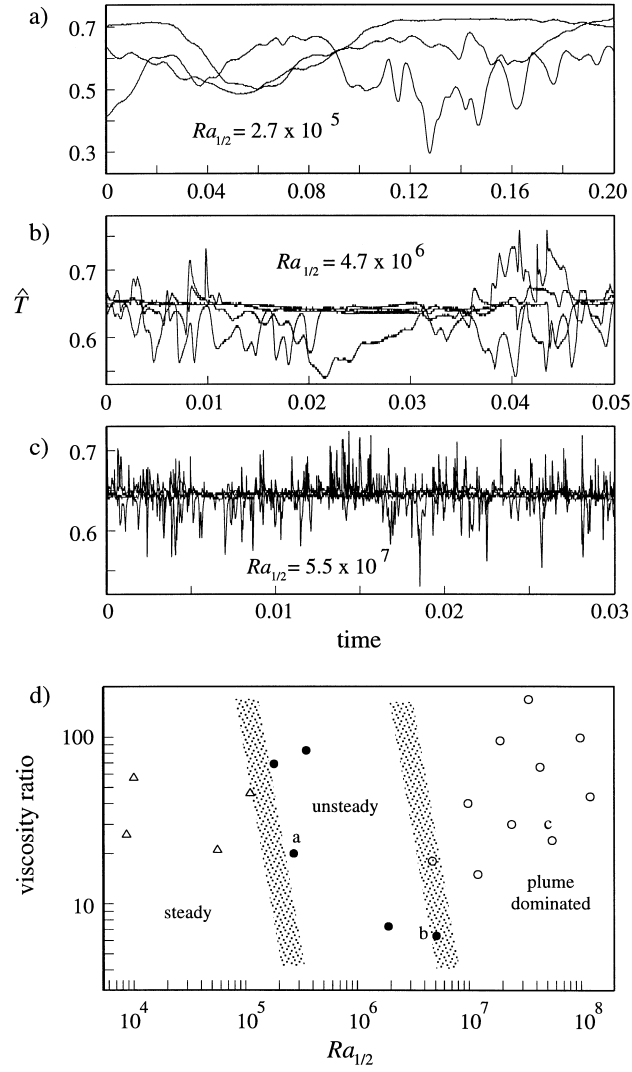 a)
0.7
0.5
0.3
Ra1/2 = 2.7 x 10 5
0 0.04 0.08 0.12 0.16 0.20
b)
0.7
0.6
T̂
Ra1/2 = 4.7 x 10 6
0 0.01 0.02 0.03 0.04 0.05
c)
0.7
0.6
Ra1/2 = 5.5 x 10 7
0 0.01 0.02 0.03
time
d)
100
10
viscosity ratio
unsteady
a
c
steady
plume
dominated
b
10^4 10^5 10^6 10^7 10^8
Ra1/2